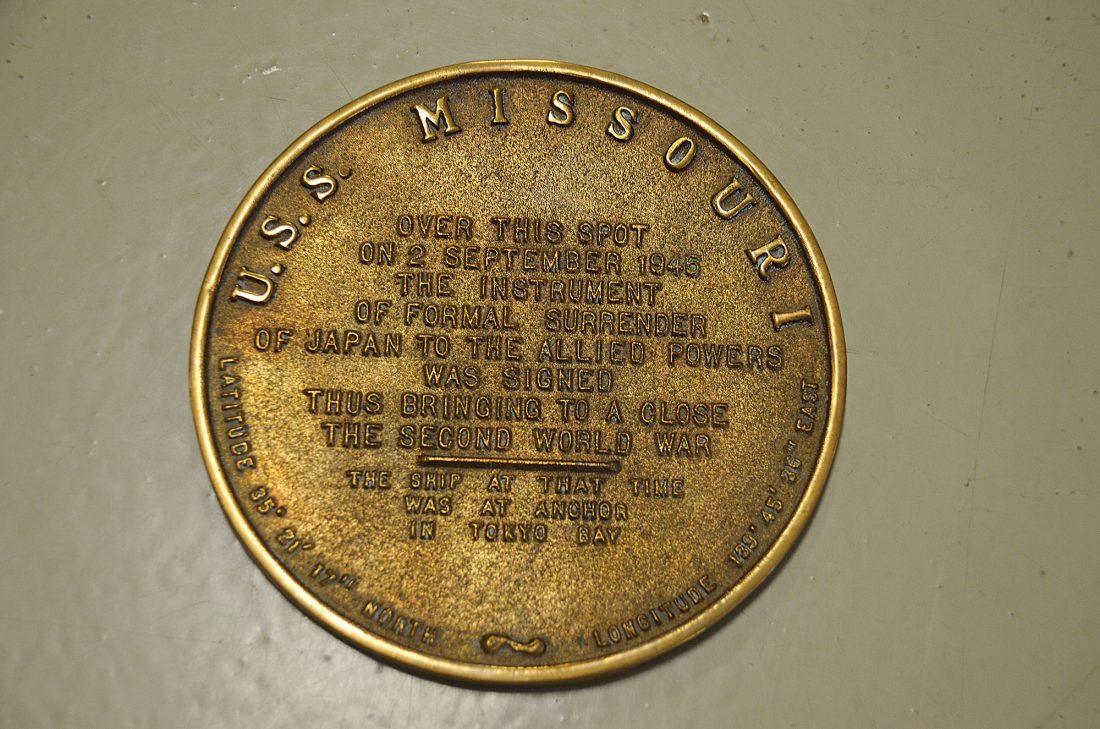 U.S.S. MISSOURI
OVER THIS SPOT
ON 2 SEPTEMBER 1945
THE INSTRUMENT
OF FORMAL SURRENDER
OF JAPAN TO THE ALLIED POWERS
WAS SIGNED
THUS BRINGING TO A CLOSE
THE SECOND WORLD WAR
THE SHIP AT THAT TIME
WAS AT ANCHOR
IN TOKYO BAY
LATITUDE 35° 21' 17" NORTH
LONGITUDE 139° 45' 36" EAST